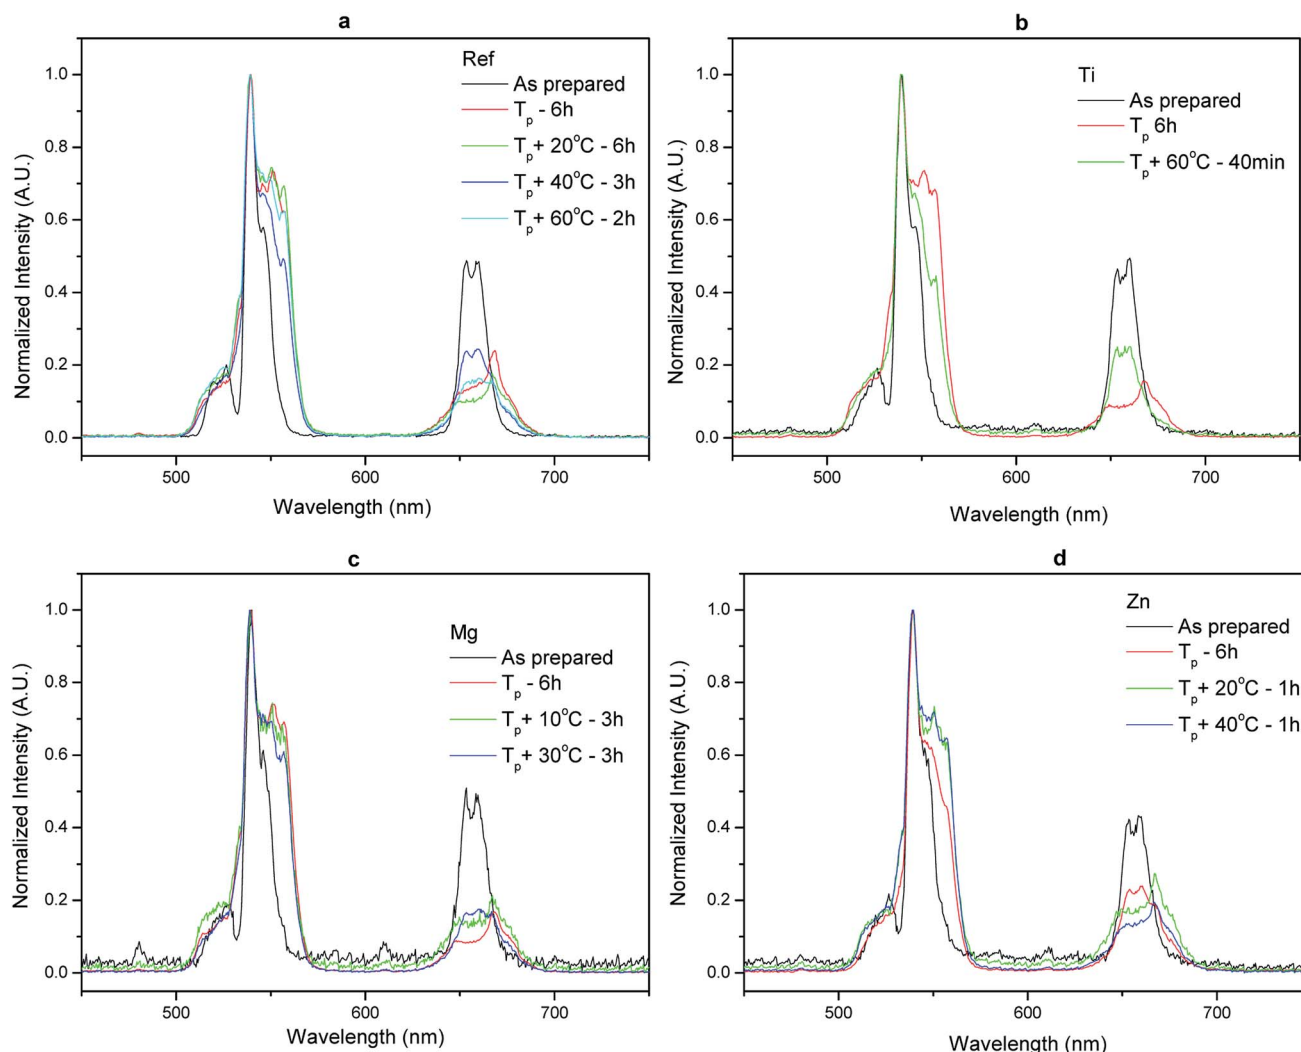 a
Ref
As prepared
Tp - 6h
Tp+ 20°C - 6h
Tp+ 40°C - 3h
Tp+ 60°C - 2h
1.0
0.8
0.6
0.4
0.2
0.0
Normalized Intensity (A.U.)
500 600 700
Wavelength (nm)
b
Ti
As prepared
Tp 6h
Tp+ 60°C - 40min
1.0
0.8
0.6
0.4
0.2
0.0
Normalized Intensity (A.U.)
500 600 700
Wavelength (nm)
c
Mg
As prepared
Tp - 6h
Tp+ 10°C - 3h
Tp+ 30°C - 3h
1.0
0.8
0.6
0.4
0.2
0.0
Normalized Intensity (A.U.)
500 600 700
Wavelength (nm)
d
Zn
As prepared
Tp - 6h
Tp+ 20°C - 1h
Tp+ 40°C - 1h
1.0
0.8
0.6
0.4
0.2
0.0
Normalized Intensity (A.U.)
500 600 700
Wavelength (nm)